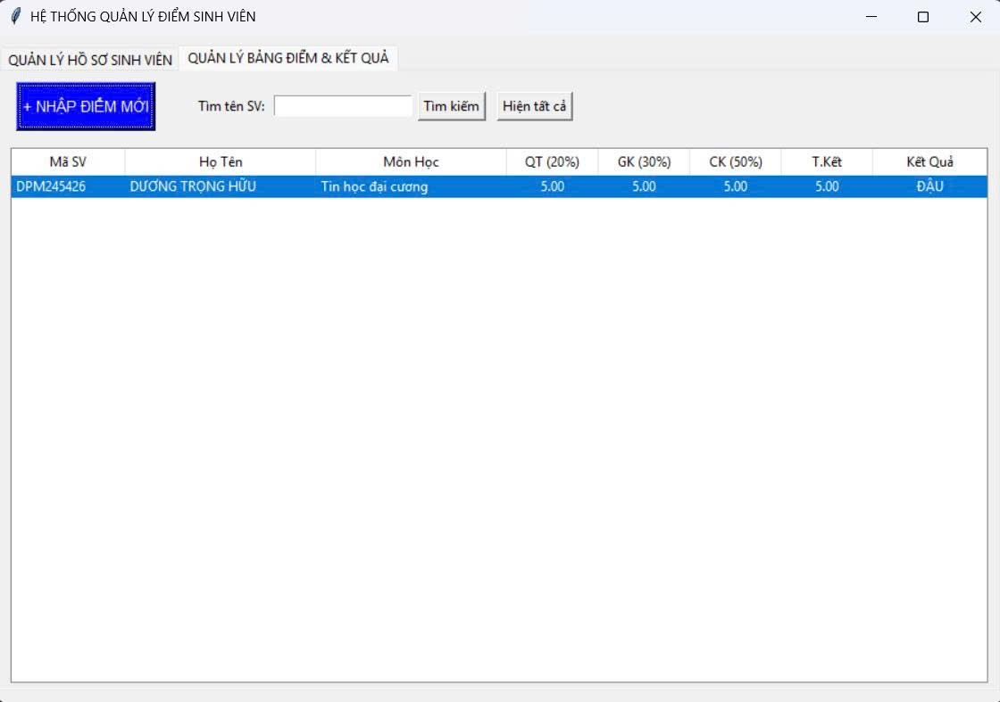 HỆ THỐNG QUẢN LÝ ĐIỂM SINH VIÊN
QUẢN LÝ HỒ SƠ SINH VIÊN QUẢN LÝ BẢNG ĐIỂM & KẾT QUẢ
+ NHẬP ĐIỂM MỚI Tìm tên SV: Tìm kiếm Hiện tất cả
Mã SV Họ Tên Môn Học QT (20%) GK (30%) CK (50%) T.Kết Kết Quả
DPM245426 DƯƠNG TRỌNG HỮU Tin học đại cương 5.00 5.00 5.00 5.00 ĐẬU